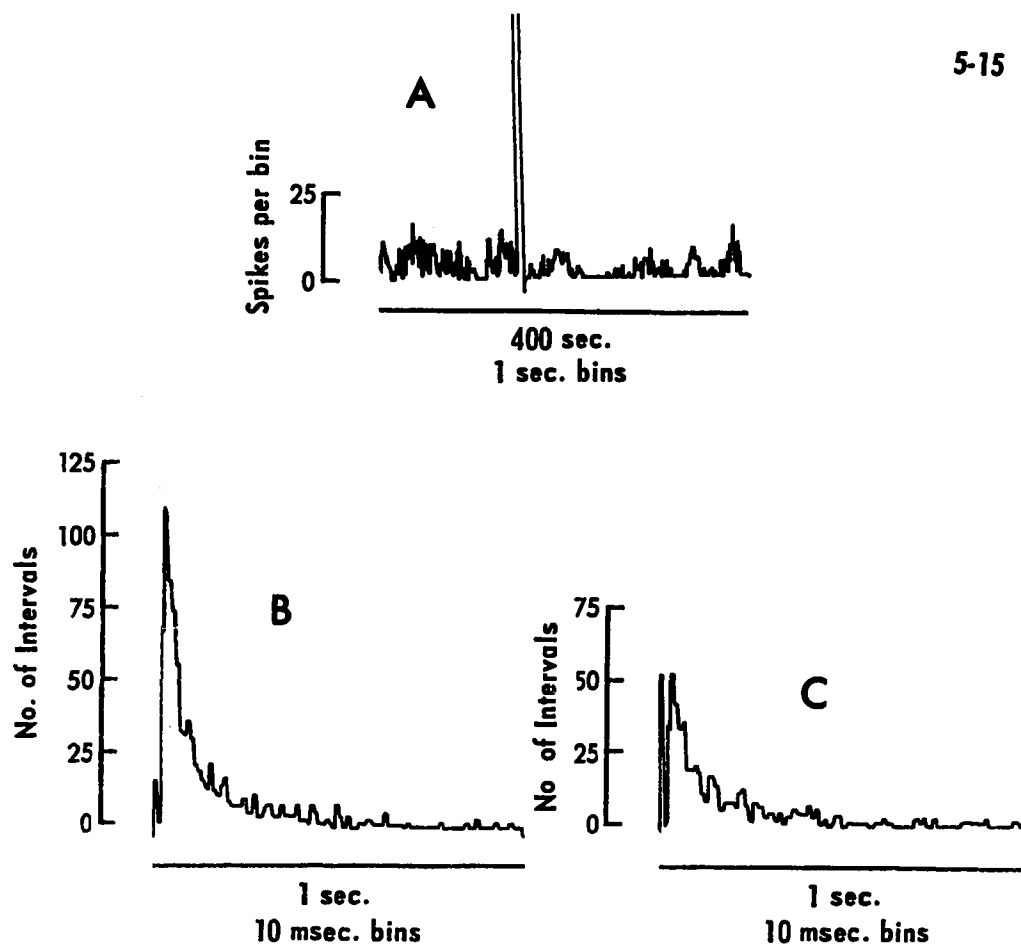 5-15
A
Spikes per bin
25
0
400 sec.
1 sec. bins
125
100
75
50
25
0
No. of Intervals
B
1 sec.
10 msec. bins
75
50
25
0
No of Intervals
C
1 sec.
10 msec. bins